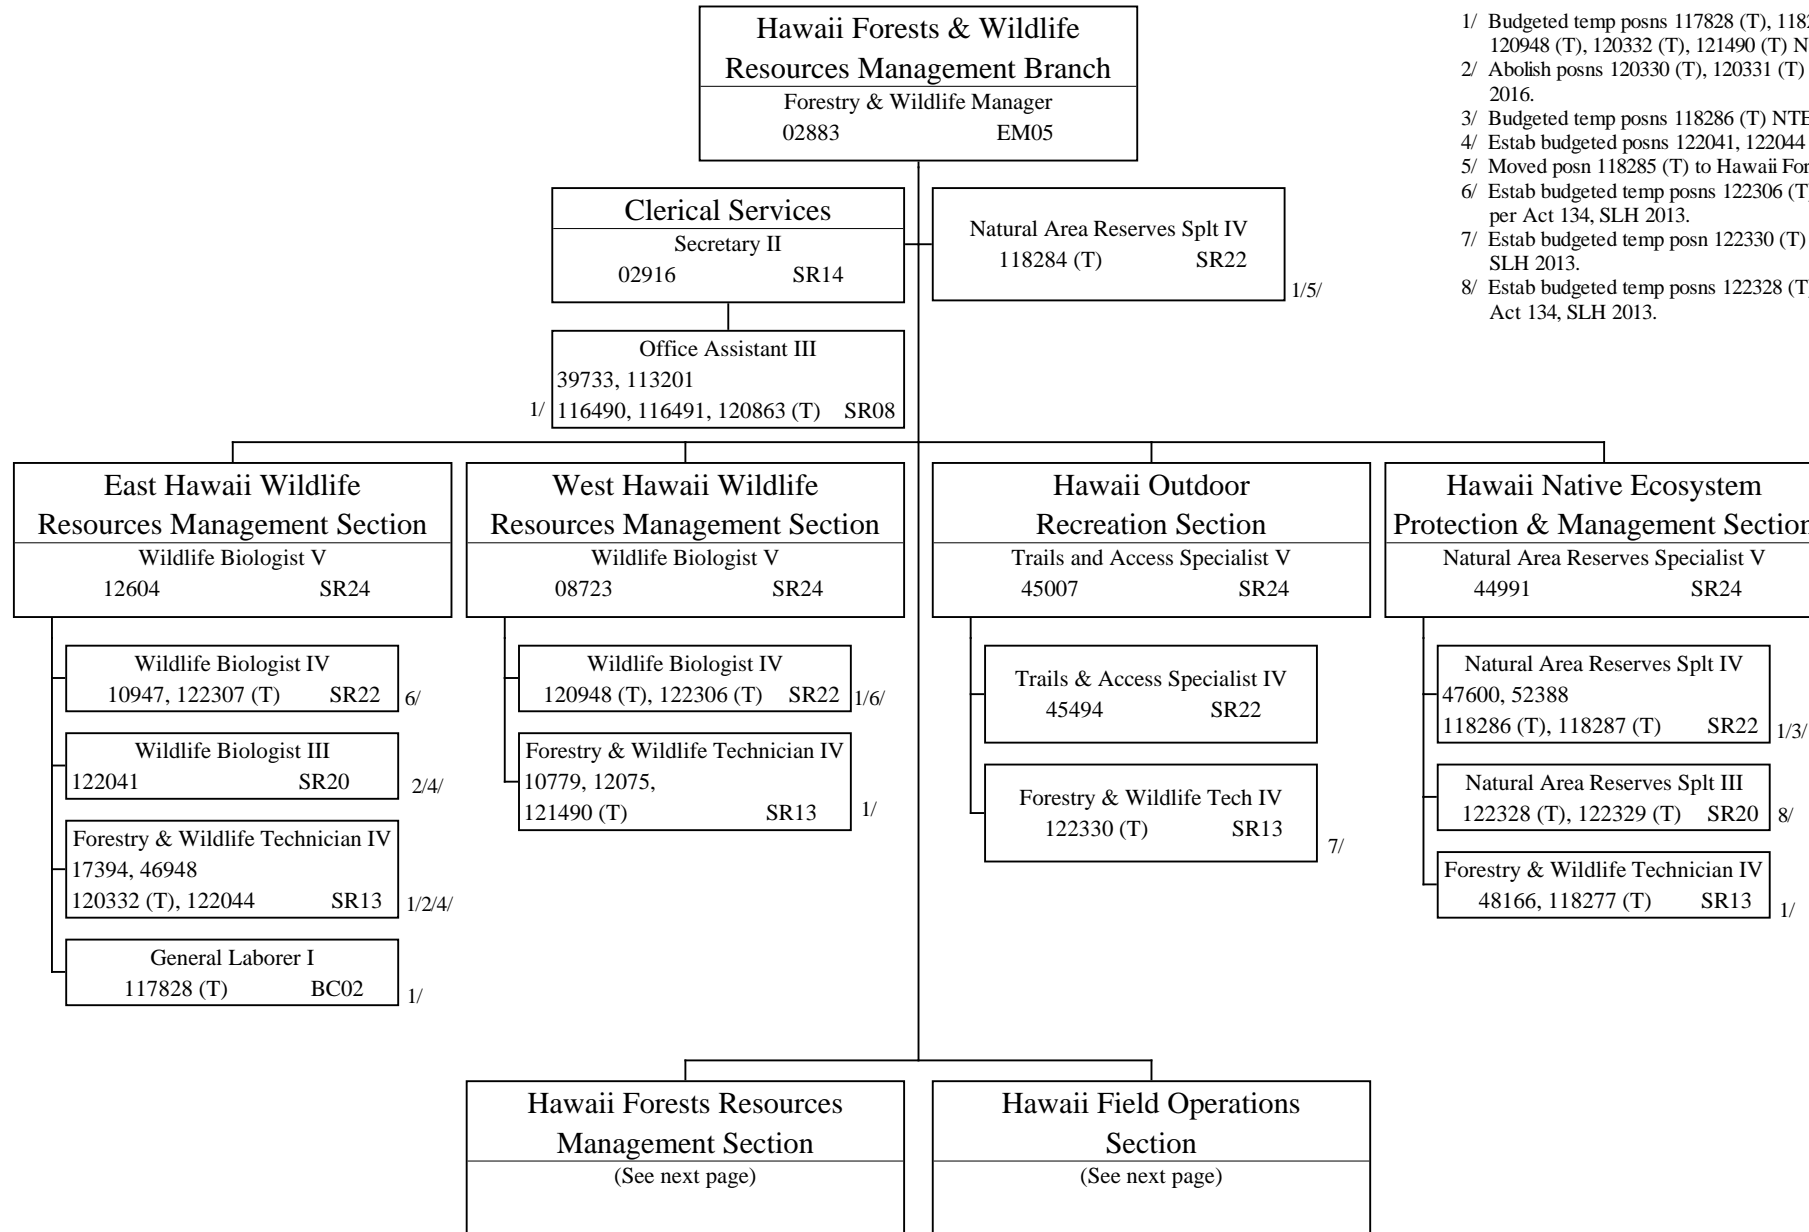 Hawaii Forests & Wildlife
Resources Management Branch
Forestry & Wildlife Manager
02883 EM05
1/ Budgeted temp posns 117828 (T), 118
120948 (T), 120332 (T), 121490 (T)
2/ Abolish posns 120330 (T), 120331 (T)
2016.
3/ Budgeted temp posns 118286 (T) NTE
4/ Estab budgeted posns 122041, 122044
5/ Moved posn 118285 (T) to Hawaii For
6/ Estab budgeted temp posns 122306 (T)
per Act 134, SLH 2013.
7/ Estab budgeted temp posn 122330 (T)
SLH 2013.
8/ Estab budgeted temp posns 122328 (T)
Act 134, SLH 2013.
Clerical Services
Secretary II
02916 SR14
Natural Area Reserves Splt IV
118284 (T) SR22
1/5/
Office Assistant III
39733, 113201
1/ 116490, 116491, 120863 (T) SR08
East Hawaii Wildlife
Resources Management Section
Wildlife Biologist V
12604 SR24
Wildlife Biologist IV
10947, 122307 (T) SR22 6/
Wildlife Biologist III
122041 SR20 2/4/
Forestry & Wildlife Technician IV
17394, 46948
120332 (T), 122044 SR13 1/2/4/
General Laborer I
117828 (T) BC02 1/
West Hawaii Wildlife
Resources Management Section
Wildlife Biologist V
08723 SR24
Wildlife Biologist IV
120948 (T), 122306 (T) SR22 1/6/
Forestry & Wildlife Technician IV
10779, 12075,
121490 (T) SR13 1/
Hawaii Outdoor
Recreation Section
Trails and Access Specialist V
45007 SR24
Trails & Access Specialist IV
45494 SR22
Forestry & Wildlife Tech IV
122330 (T) SR13
7/
Hawaii Native Ecosystem
Protection & Management Section
Natural Area Reserves Specialist V
44991 SR24
Natural Area Reserves Splt IV
47600, 52388
118286 (T), 118287 (T) SR22 1/3/
Natural Area Reserves Splt III
122328 (T), 122329 (T) SR20 8/
Forestry & Wildlife Technician IV
48166, 118277 (T) SR13 1/
Hawaii Forests Resources
Management Section
(See next page)
Hawaii Field Operations
Section
(See next page)